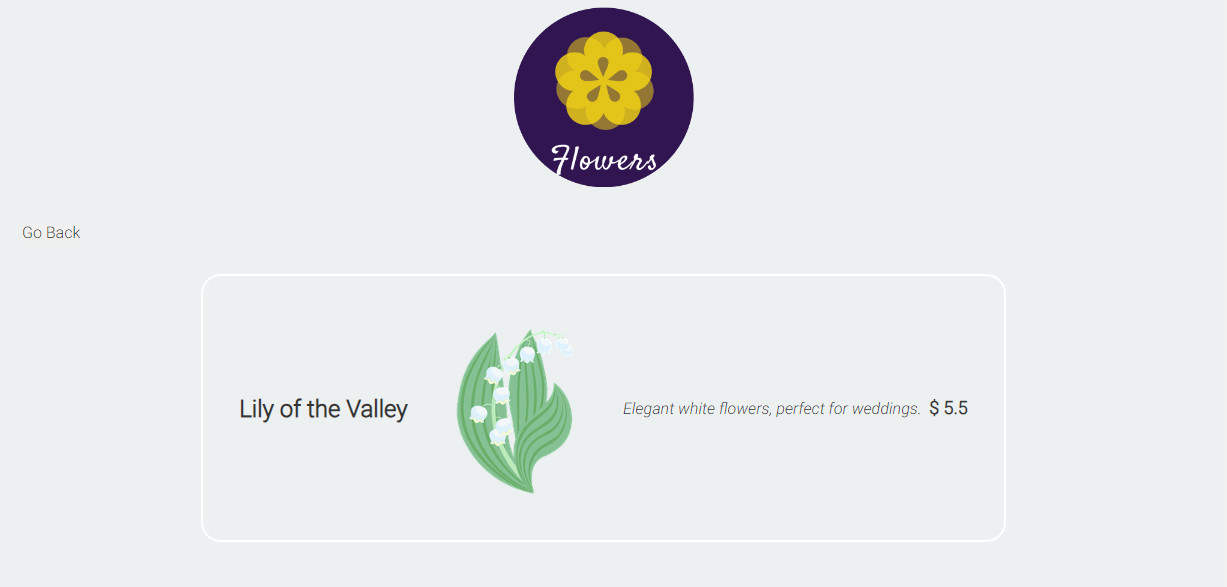 Flowers
Go Back
Lily of the Valley
Elegant white flowers, perfect for weddings. $ 5.5